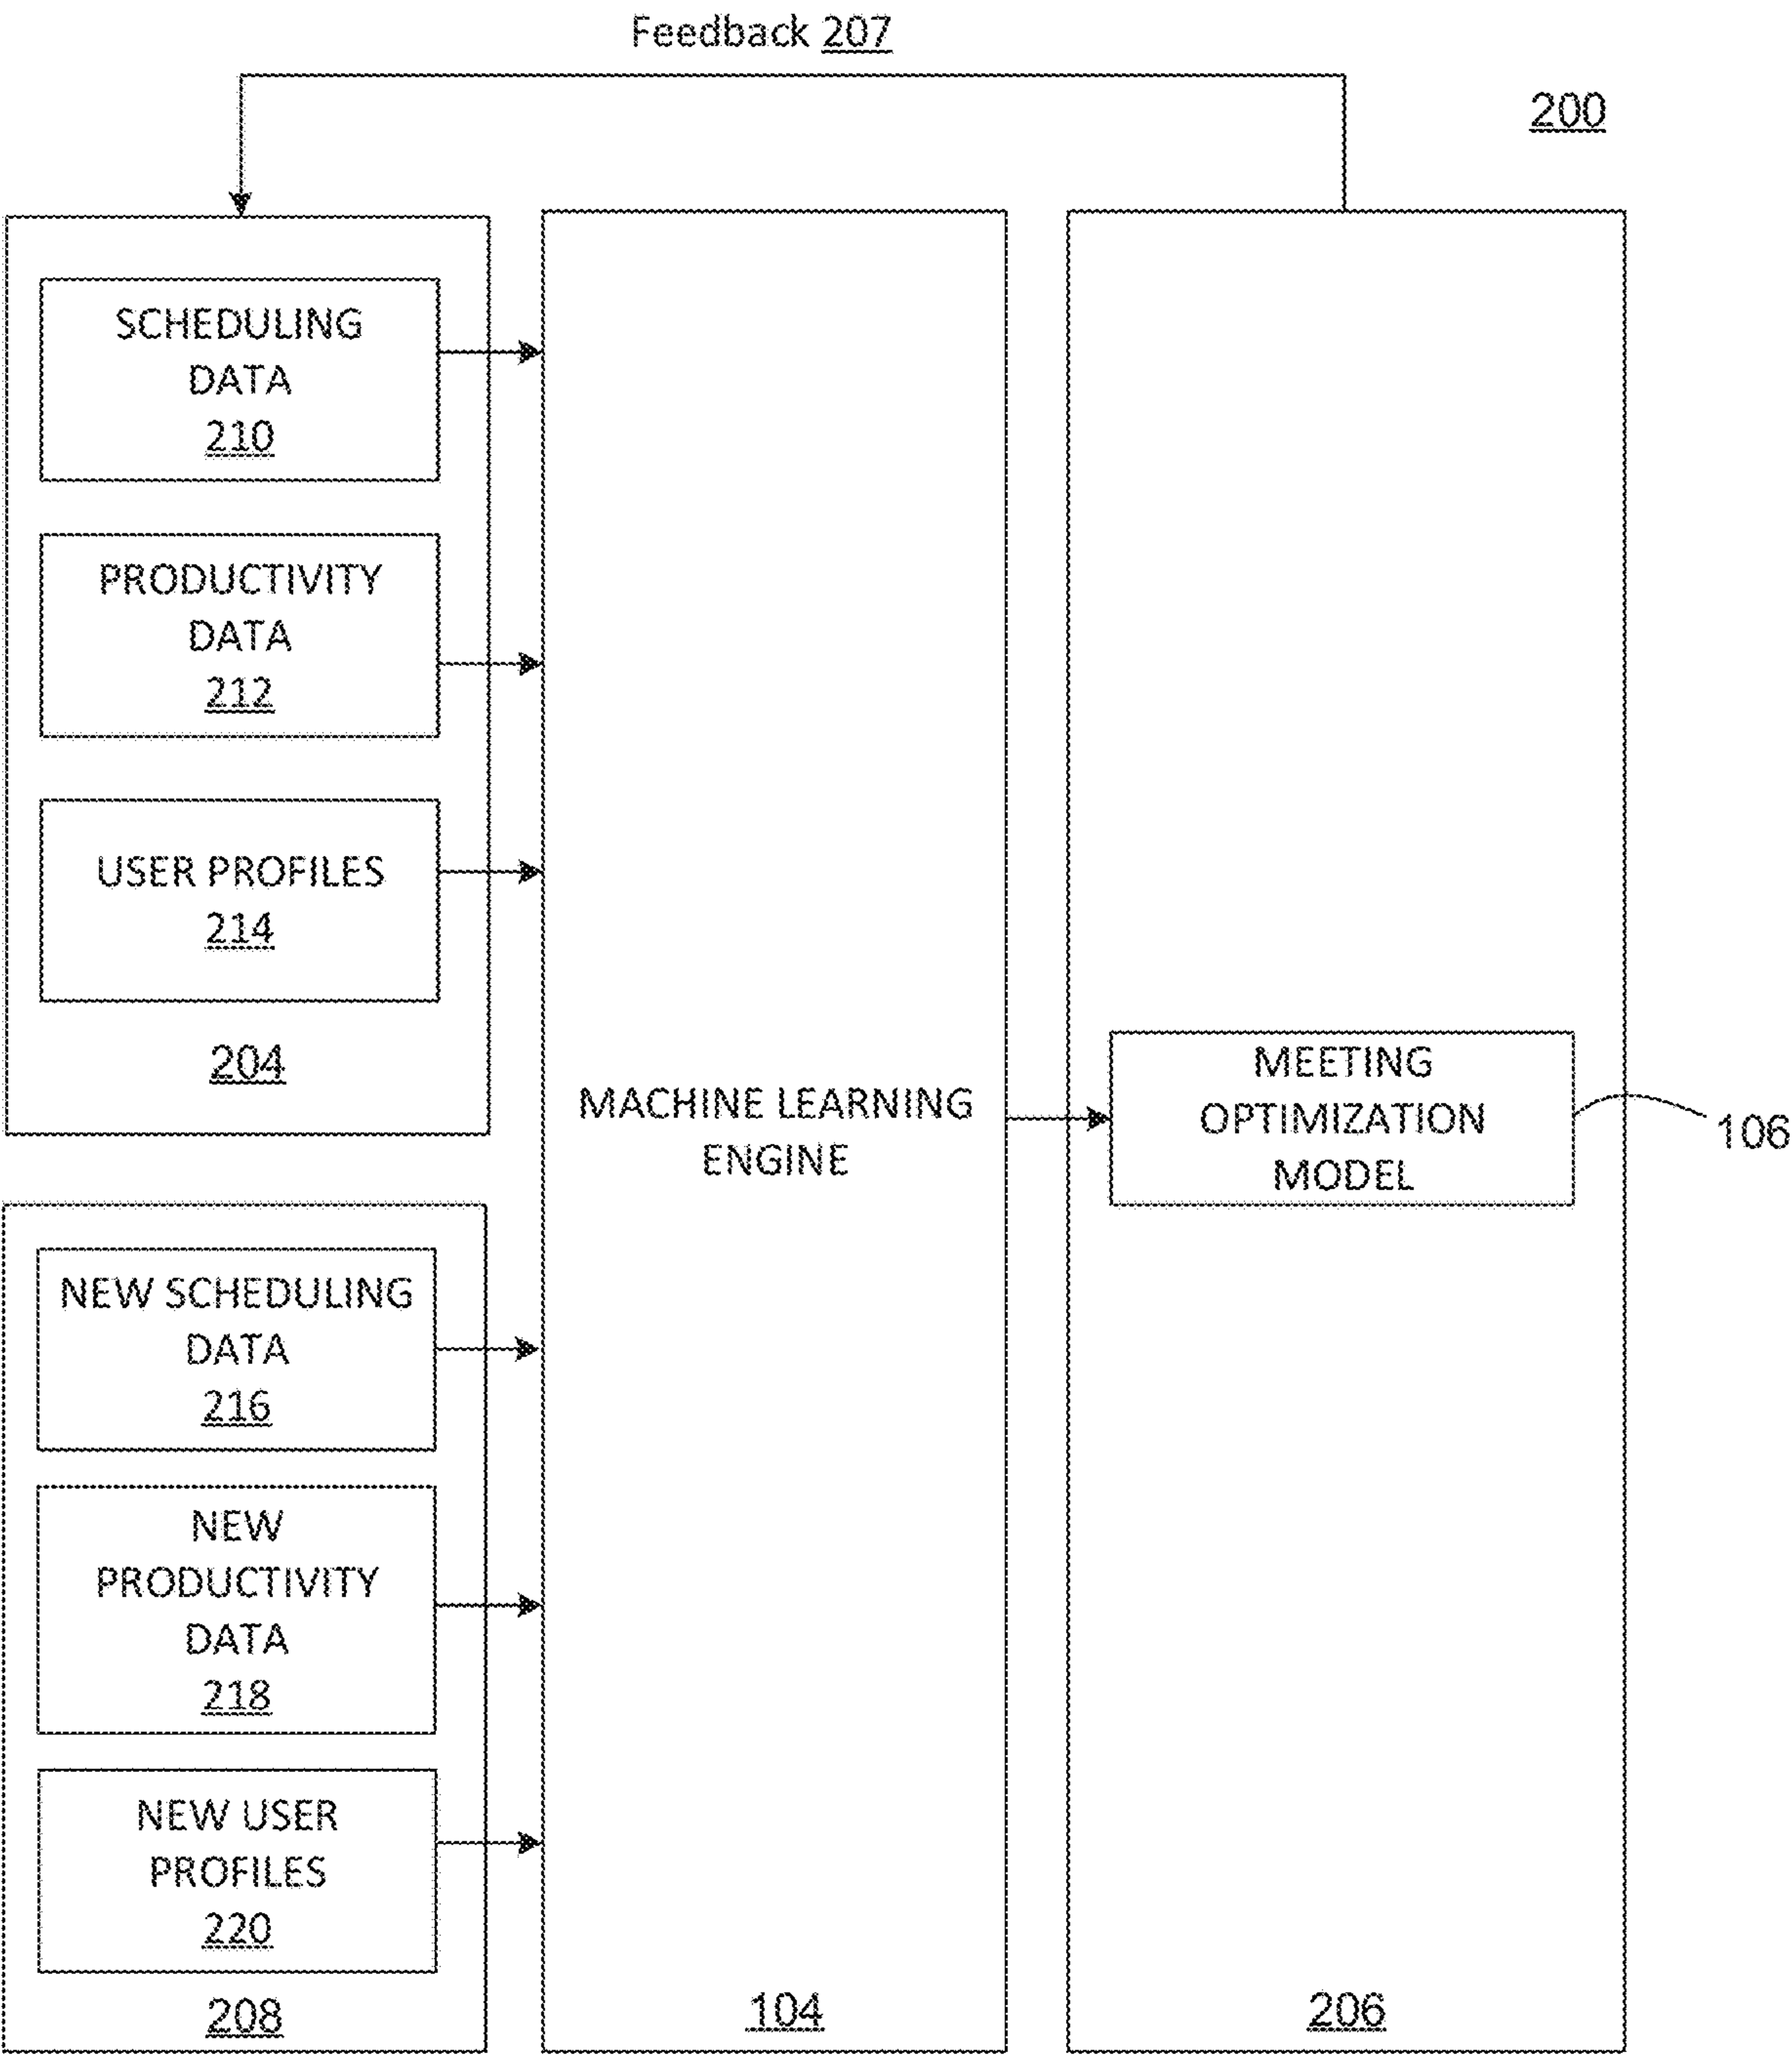 Feedback 207
200
SCHEDULING
DATA
210
PRODUCTIVITY
DATA
212
USER PROFILES
214
204
MACHINE LEARNING
ENGINE
104
MEETING
OPTIMIZATION
MODEL
106
206
NEW SCHEDULING
DATA
216
NEW
PRODUCTIVITY
DATA
218
NEW USER
PROFILES
220
208